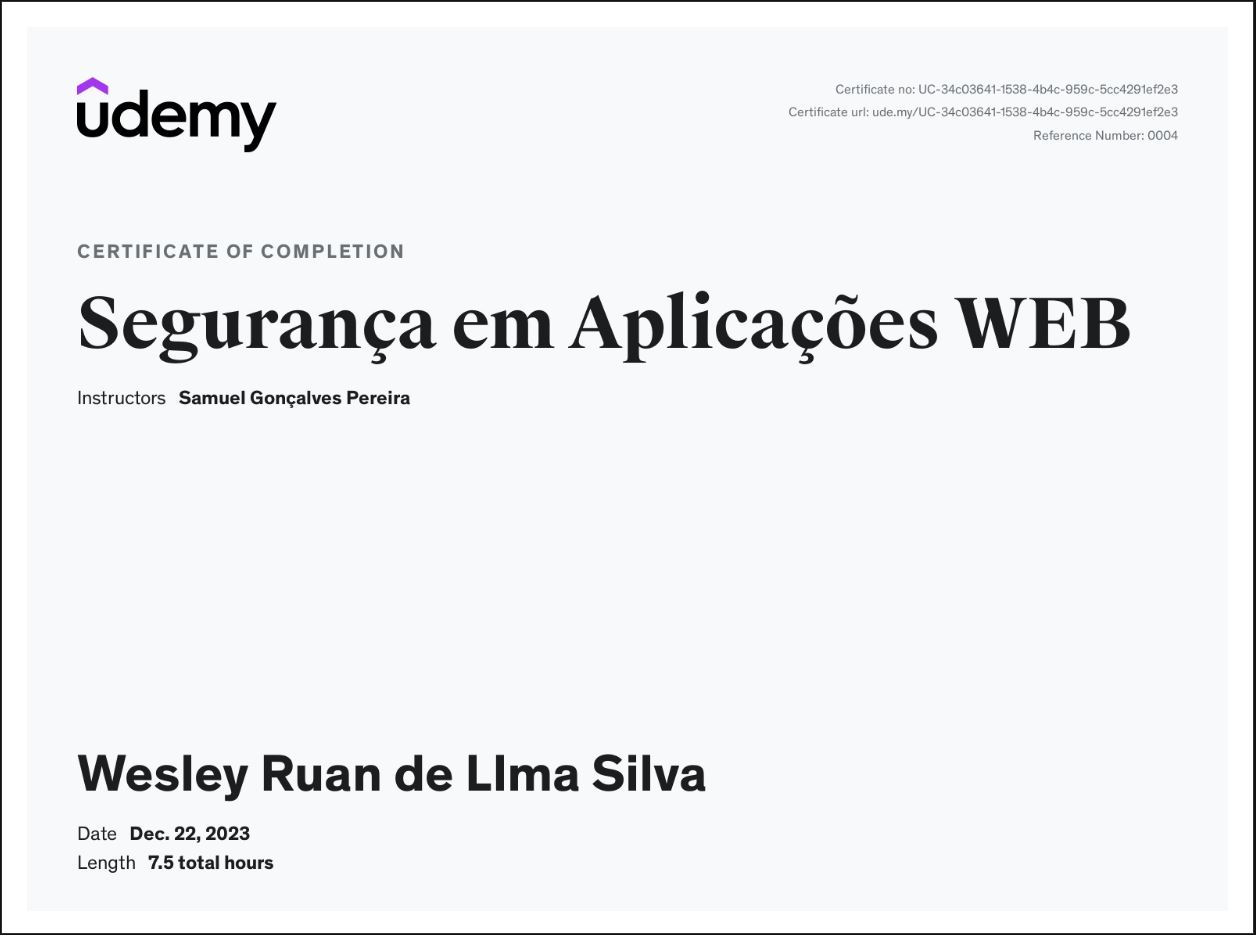 udemy
Certificate no: UC-34c03641-1538-4b4c-959c-5cc4291ef2e3
Certificate url: ude.my/UC-34c03641-1538-4b4c-959c-5cc4291ef2e3
Reference Number: 0004
CERTIFICATE OF COMPLETION
Segurança em Aplicações WEB
Instructors Samuel Gonçalves Pereira
Wesley Ruan de LIma Silva
Date Dec. 22, 2023
Length 7.5 total hours